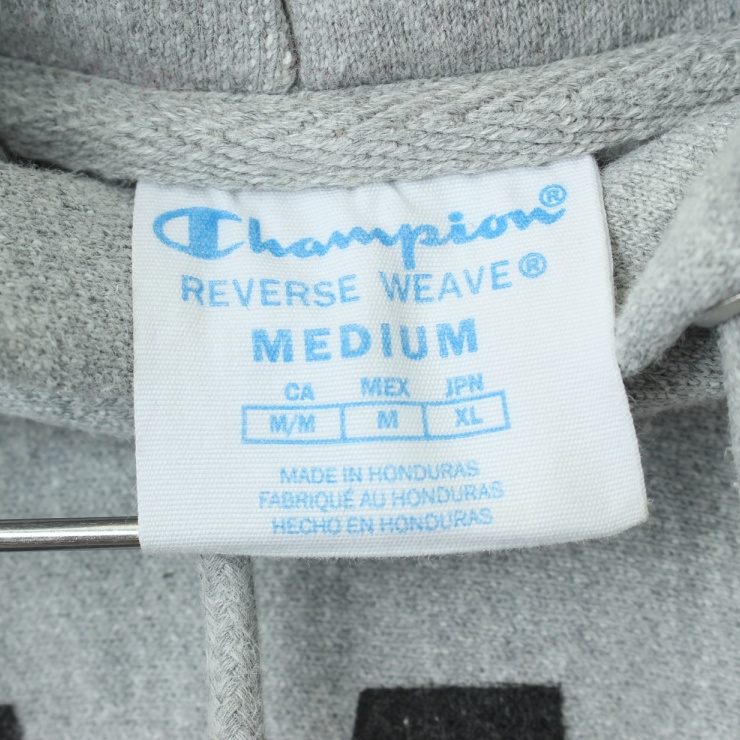 Champion®
REVERSE WEAVE®
MEDIUM
CA MEX JPN
M/M M XL
MADE IN HONDURAS
FABRIQUÉ AU HONDURAS
HECHO EN HONDURAS